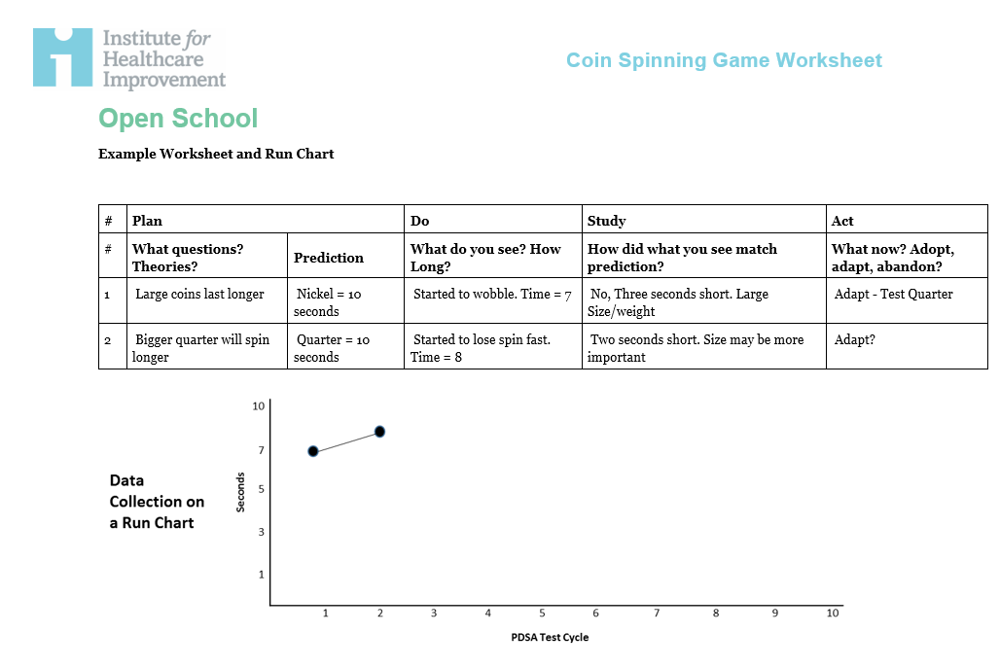 Institute for
Healthcare
Improvement
Coin Spinning Game Worksheet
Open School
Example Worksheet and Run Chart
# Plan Do Study Act
# What questions? Theories? Prediction What do you see? How Long? How did what you see match prediction? What now? Adopt, adapt, abandon?
1 Large coins last longer Nickel = 10 seconds Started to wobble. Time = 7 No, Three seconds short. Large Size/weight Adapt - Test Quarter
2 Bigger quarter will spin longer Quarter = 10 seconds Started to lose spin fast. Time = 8 Two seconds short. Size may be more important Adapt?
Data
Collection on
a Run Chart
Seconds
10
7
5
3
1
1 2 3 4 5 6 7 8 9 10
PDSA Test Cycle